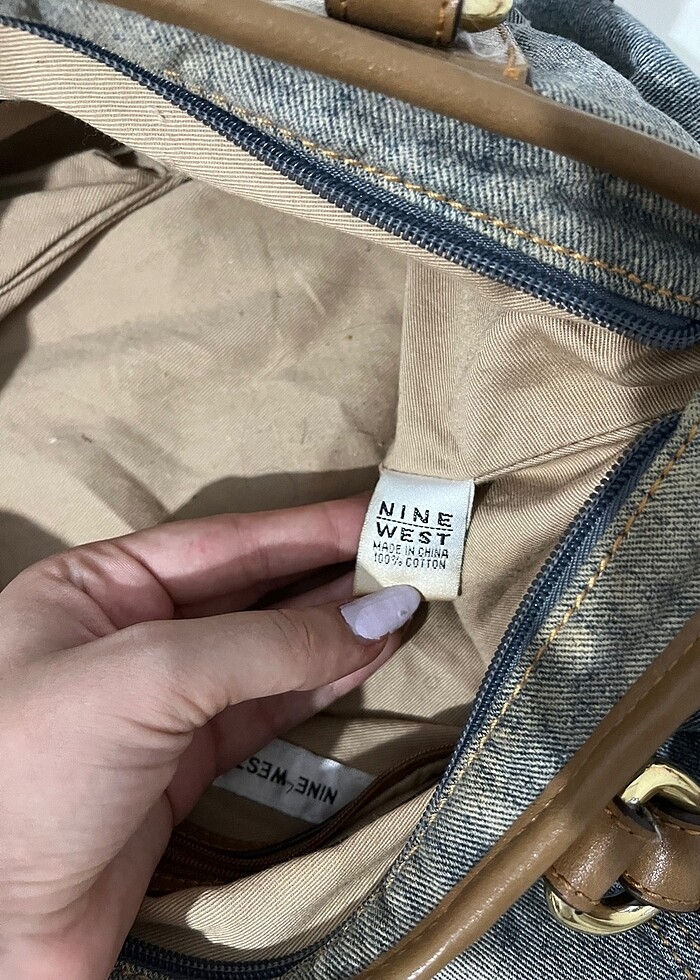 NINE
WEST
MADE IN CHINA
100% COTTON
NINE WEST